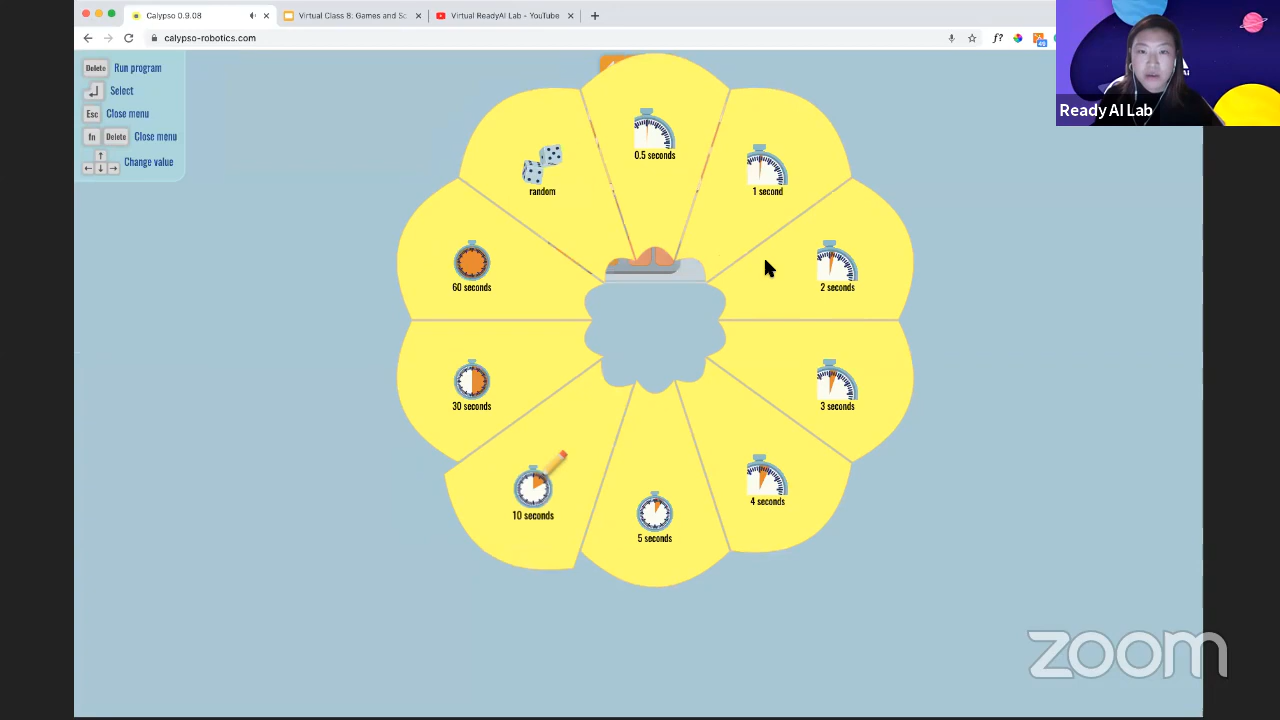 Calypso 0.9.08
Virtual Class 8: Games and Sc
Virtual ReadyAI Lab - YouTube
calypso-robotics.com
f?
49
Delete Run program
Select
Esc Close menu
fn Delete Close menu
Change value
AI
Ready AI Lab
0.5 seconds
random
1 second
60 seconds
2 seconds
30 seconds
3 seconds
10 seconds
4 seconds
5 seconds
zoom